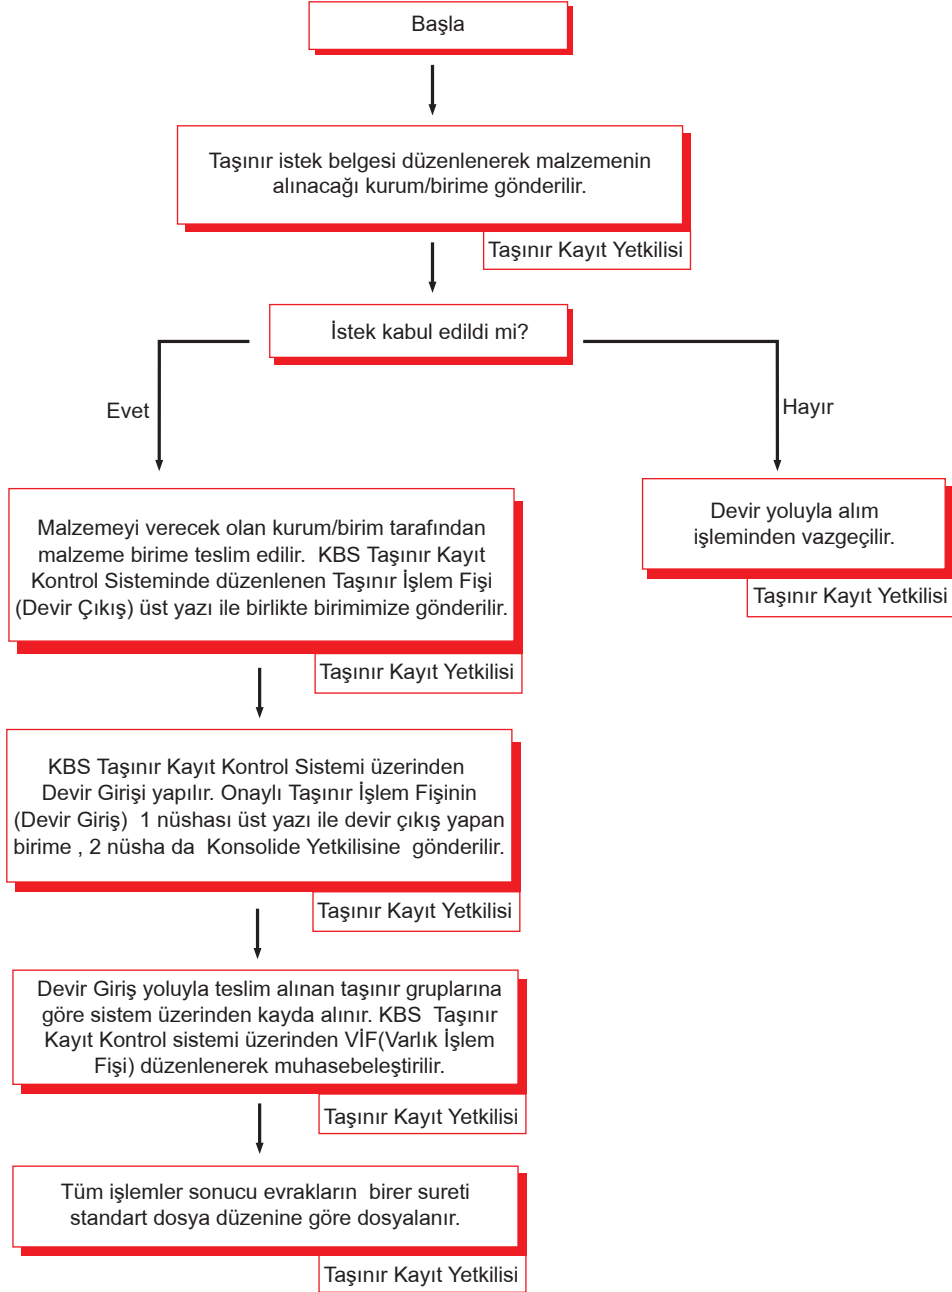 Başla
Taşınır istek belgesi düzenlenerek malzemenin
alınacağı kurum/birime gönderilir.
Taşınır Kayıt Yetkilisi
İstek kabul edildi mi?
Evet
Hayır
Malzemeyi verecek olan kurum/birim tarafından
malzeme birime teslim edilir. KBS Taşınır Kayıt
Kontrol Sisteminde düzenlenen Taşınır İşlem Fişi
(Devir Çıkış) üst yazı ile birlikte birimimize gönderilir.
Taşınır Kayıt Yetkilisi
Devir yoluyla alım
işleminden vazgeçilir.
Taşınır Kayıt Yetkilisi
KBS Taşınır Kayıt Kontrol Sistemi üzerinden
Devir Girişi yapılır. Onaylı Taşınır İşlem Fişinin
(Devir Giriş) 1 nüshası üst yazı ile devir çıkış yapan
birime , 2 nüsha da Konsolide Yetkilisine gönderilir.
Taşınır Kayıt Yetkilisi
Devir Giriş yoluyla teslim alınan taşınır gruplarına
göre sistem üzerinden kayda alınır. KBS Taşınır
Kayıt Kontrol sistemi üzerinden VİF(Varlık İşlem
Fişi) düzenlenerek muhasebeleştirilir.
Taşınır Kayıt Yetkilisi
Tüm işlemler sonucu evrakların birer sureti
standart dosya düzenine göre dosyalanır.
Taşınır Kayıt Yetkilisi